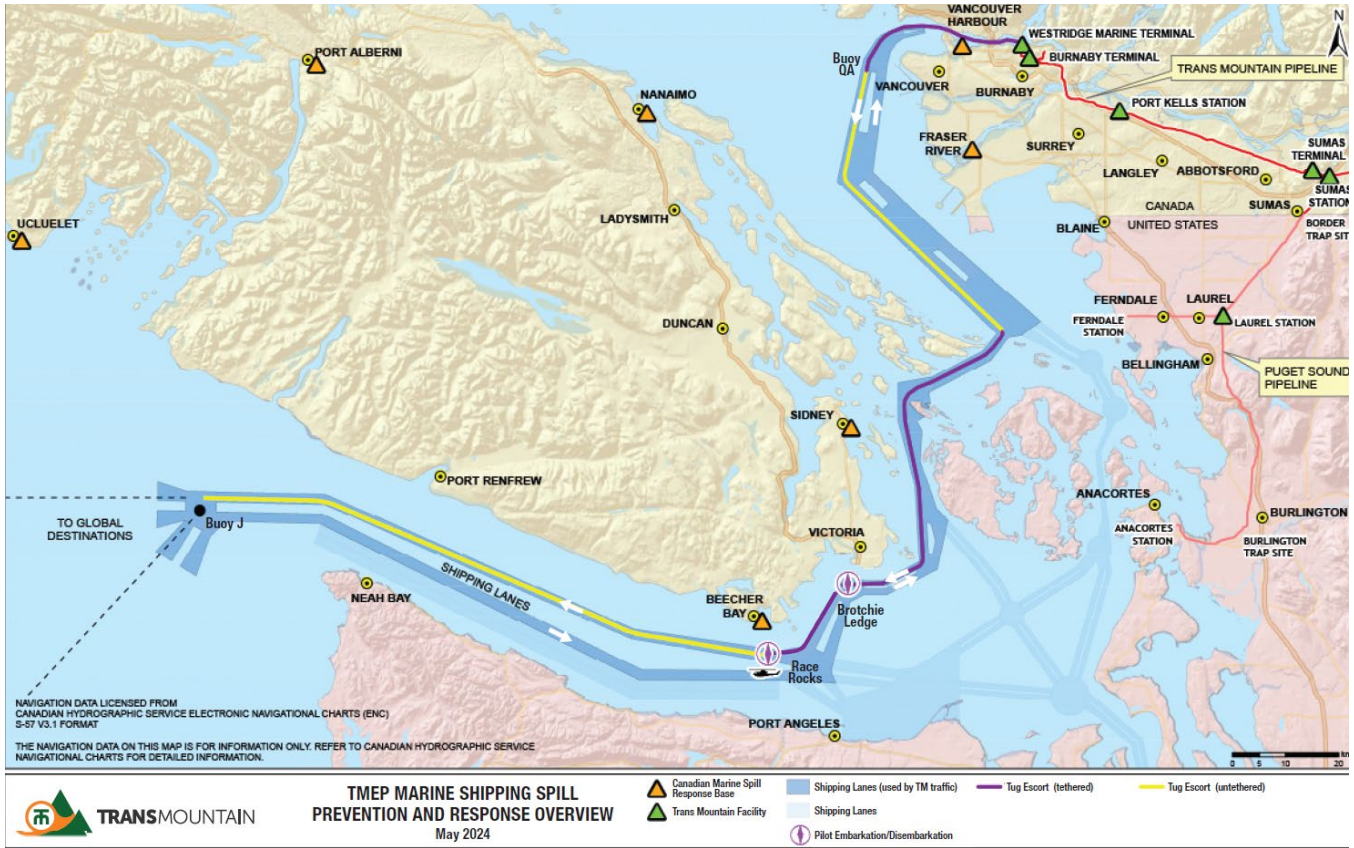 VANCOUVER
HARBOUR
WESTRIDGE MARINE TERMINAL
BURNABY TERMINAL
N
TRANS MOUNTAIN PIPELINE
PORT ALBERNI
Buoy
QA
VANCOUVER
BURNABY
NANAIMO
PORT KELLS STATION
FRASER
RIVER
SURREY
SUMAS
TERMINAL
LANGLEY
ABBOTSFORD
SUMAS
STATION
UCLUELET
LADYSMITH
CANADA
UNITED STATES
SUMAS
BLAINE
BORDER
TRAP SITE
DUNCAN
FERNDALE
LAUREL
FERNDALE
STATION
LAUREL STATION
BELLINGHAM
PUGET SOUND
PIPELINE
SIDNEY
PORT RENFREW
ANACORTES
BURLINGTON
ANACORTES
STATION
BURLINGTON
TRAP SITE
TO GLOBAL
DESTINATIONS
Buoy J
VICTORIA
SHIPPING LANES
NEAH BAY
BEECHER
BAY
Brotchie
Ledge
Race
Rocks
PORT ANGELES
NAVIGATION DATA LICENSED FROM
CANADIAN HYDROGRAPHIC SERVICE ELECTRONIC NAVIGATIONAL CHARTS (ENC)
S-57 V3.1 FORMAT
THE NAVIGATION DATA ON THIS MAP IS FOR INFORMATION ONLY. REFER TO CANADIAN HYDROGRAPHIC SERVICE
NAVIGATIONAL CHARTS FOR DETAILED INFORMATION.
0 5 10 20 km
TRANSMOUNTAIN
TMEP MARINE SHIPPING SPILL
PREVENTION AND RESPONSE OVERVIEW
May 2024
Canadian Marine Spill
Response Base
Trans Mountain Facility
Shipping Lanes (used by TM traffic)
Shipping Lanes
Pilot Embarkation/Disembarkation
Tug Escort (tethered)
Tug Escort (untethered)